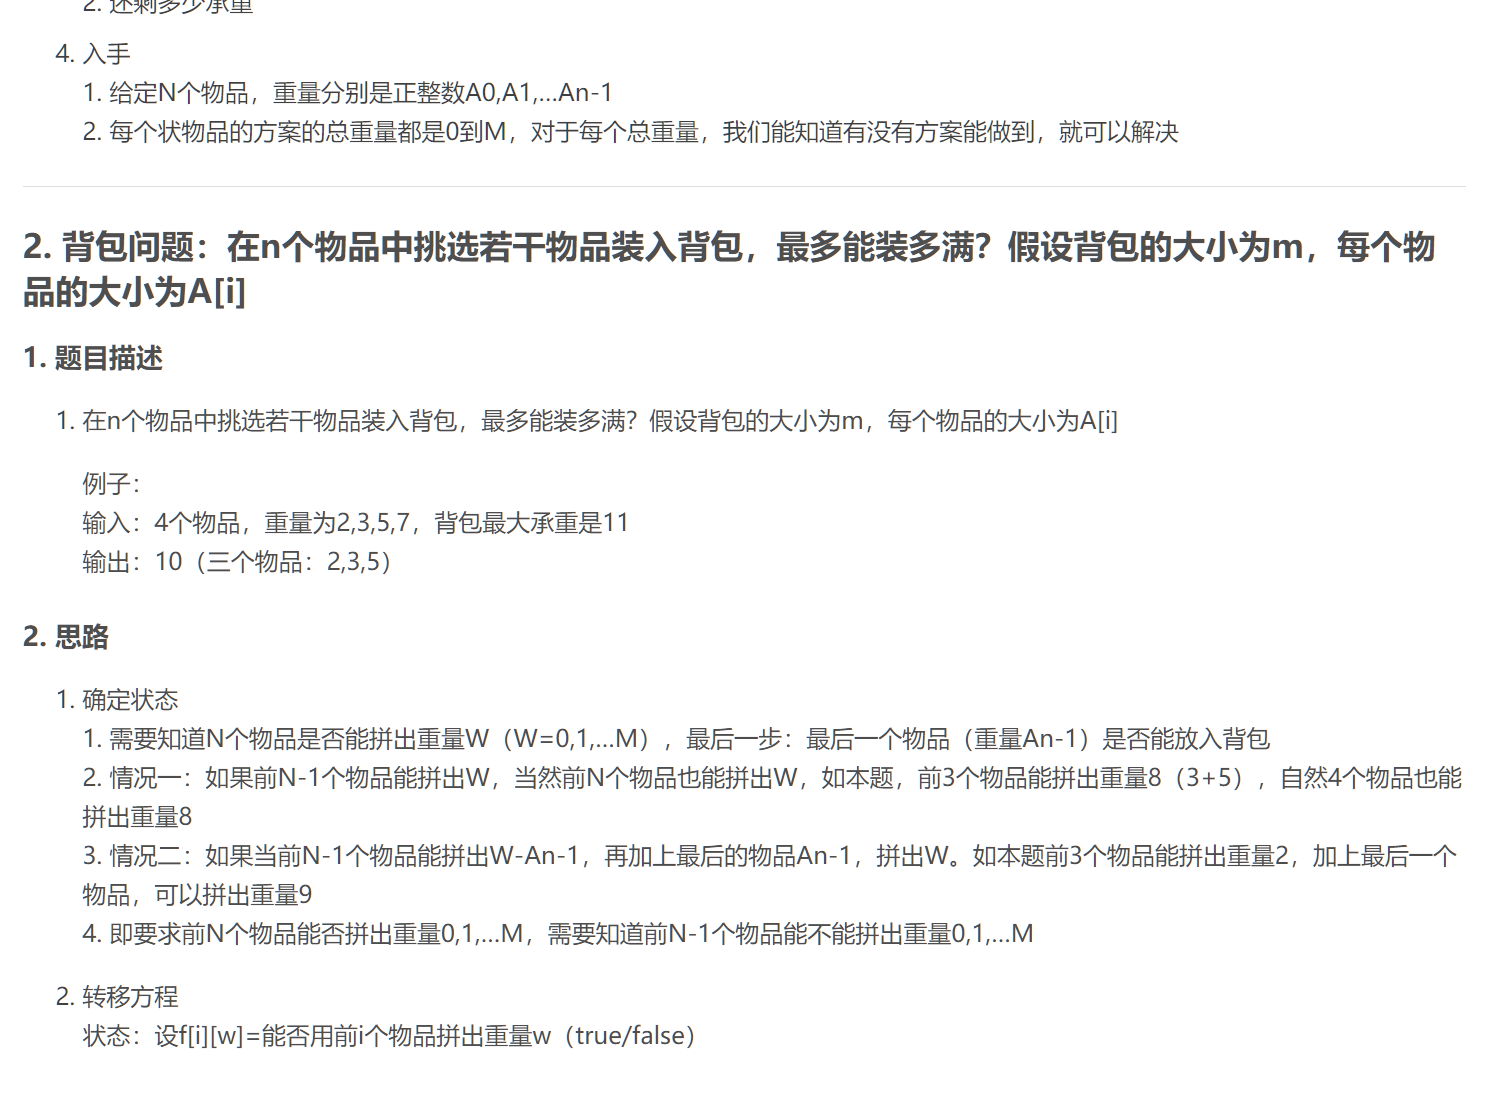 2. 还剩多少承重
4. 入手
1. 给定N个物品，重量分别是正整数A0,A1,...An-1
2. 每个状物品的方案的总重量都是0到M，对于每个总重量，我们能知道有没有方案能做到，就可以解决
2. 背包问题：在n个物品中挑选若干物品装入背包，最多能装多满？假设背包的大小为m，每个物
品的大小为A[i]
1. 题目描述
1. 在n个物品中挑选若干物品装入背包，最多能装多满？假设背包的大小为m，每个物品的大小为A[i]
例子：
输入：4个物品，重量为2,3,5,7，背包最大承重是11
输出：10（三个物品：2,3,5）
2. 思路
1. 确定状态
1. 需要知道N个物品是否能拼出重量W（W=0,1,...M），最后一步：最后一个物品（重量An-1）是否能放入背包
2. 情况一：如果前N-1个物品能拼出W，当然前N个物品也能拼出W，如本题，前3个物品能拼出重量8（3+5），自然4个物品也能
拼出重量8
3. 情况二：如果当前N-1个物品能拼出W-An-1，再加上最后的物品An-1，拼出W。如本题前3个物品能拼出重量2，加上最后一个
物品，可以拼出重量9
4. 即要求前N个物品能否拼出重量0,1,...M，需要知道前N-1个物品能不能拼出重量0,1,...M
2. 转移方程
状态：设f[i][w]=能否用前i个物品拼出重量w（true/false）